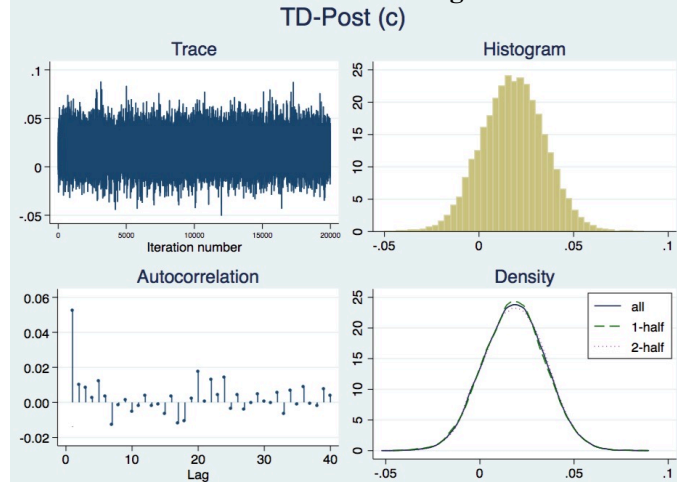 TD-Post (c)
Trace
.1
.05
0
-.05
0 5000 10000 15000 20000
Iteration number
Histogram
25
20
15
10
5
0
-.05 0 .05 .1
Autocorrelation
0.06
0.04
0.02
0.00
-0.02
0 10 20 30 40
Lag
Density
25
20
15
10
5
0
all
1-half
2-half
-.05 0 .05 .1